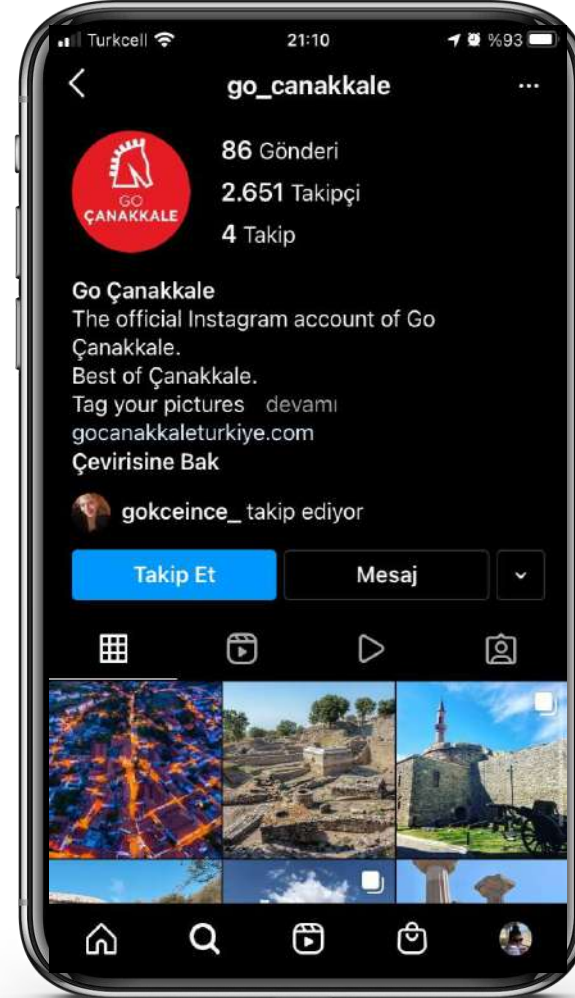 Turkcell 21:10 %93
go_canakkale
GO
ÇANAKKALE
86 Gönderi
2.651 Takipçi
4 Takip
Go Çanakkale
The official Instagram account of Go
Çanakkale.
Best of Çanakkale.
Tag your pictures devamı
gocanakkaleturkiye.com
Çevirisine Bak
gokceince_ takip ediyor
Takip Et
Mesaj